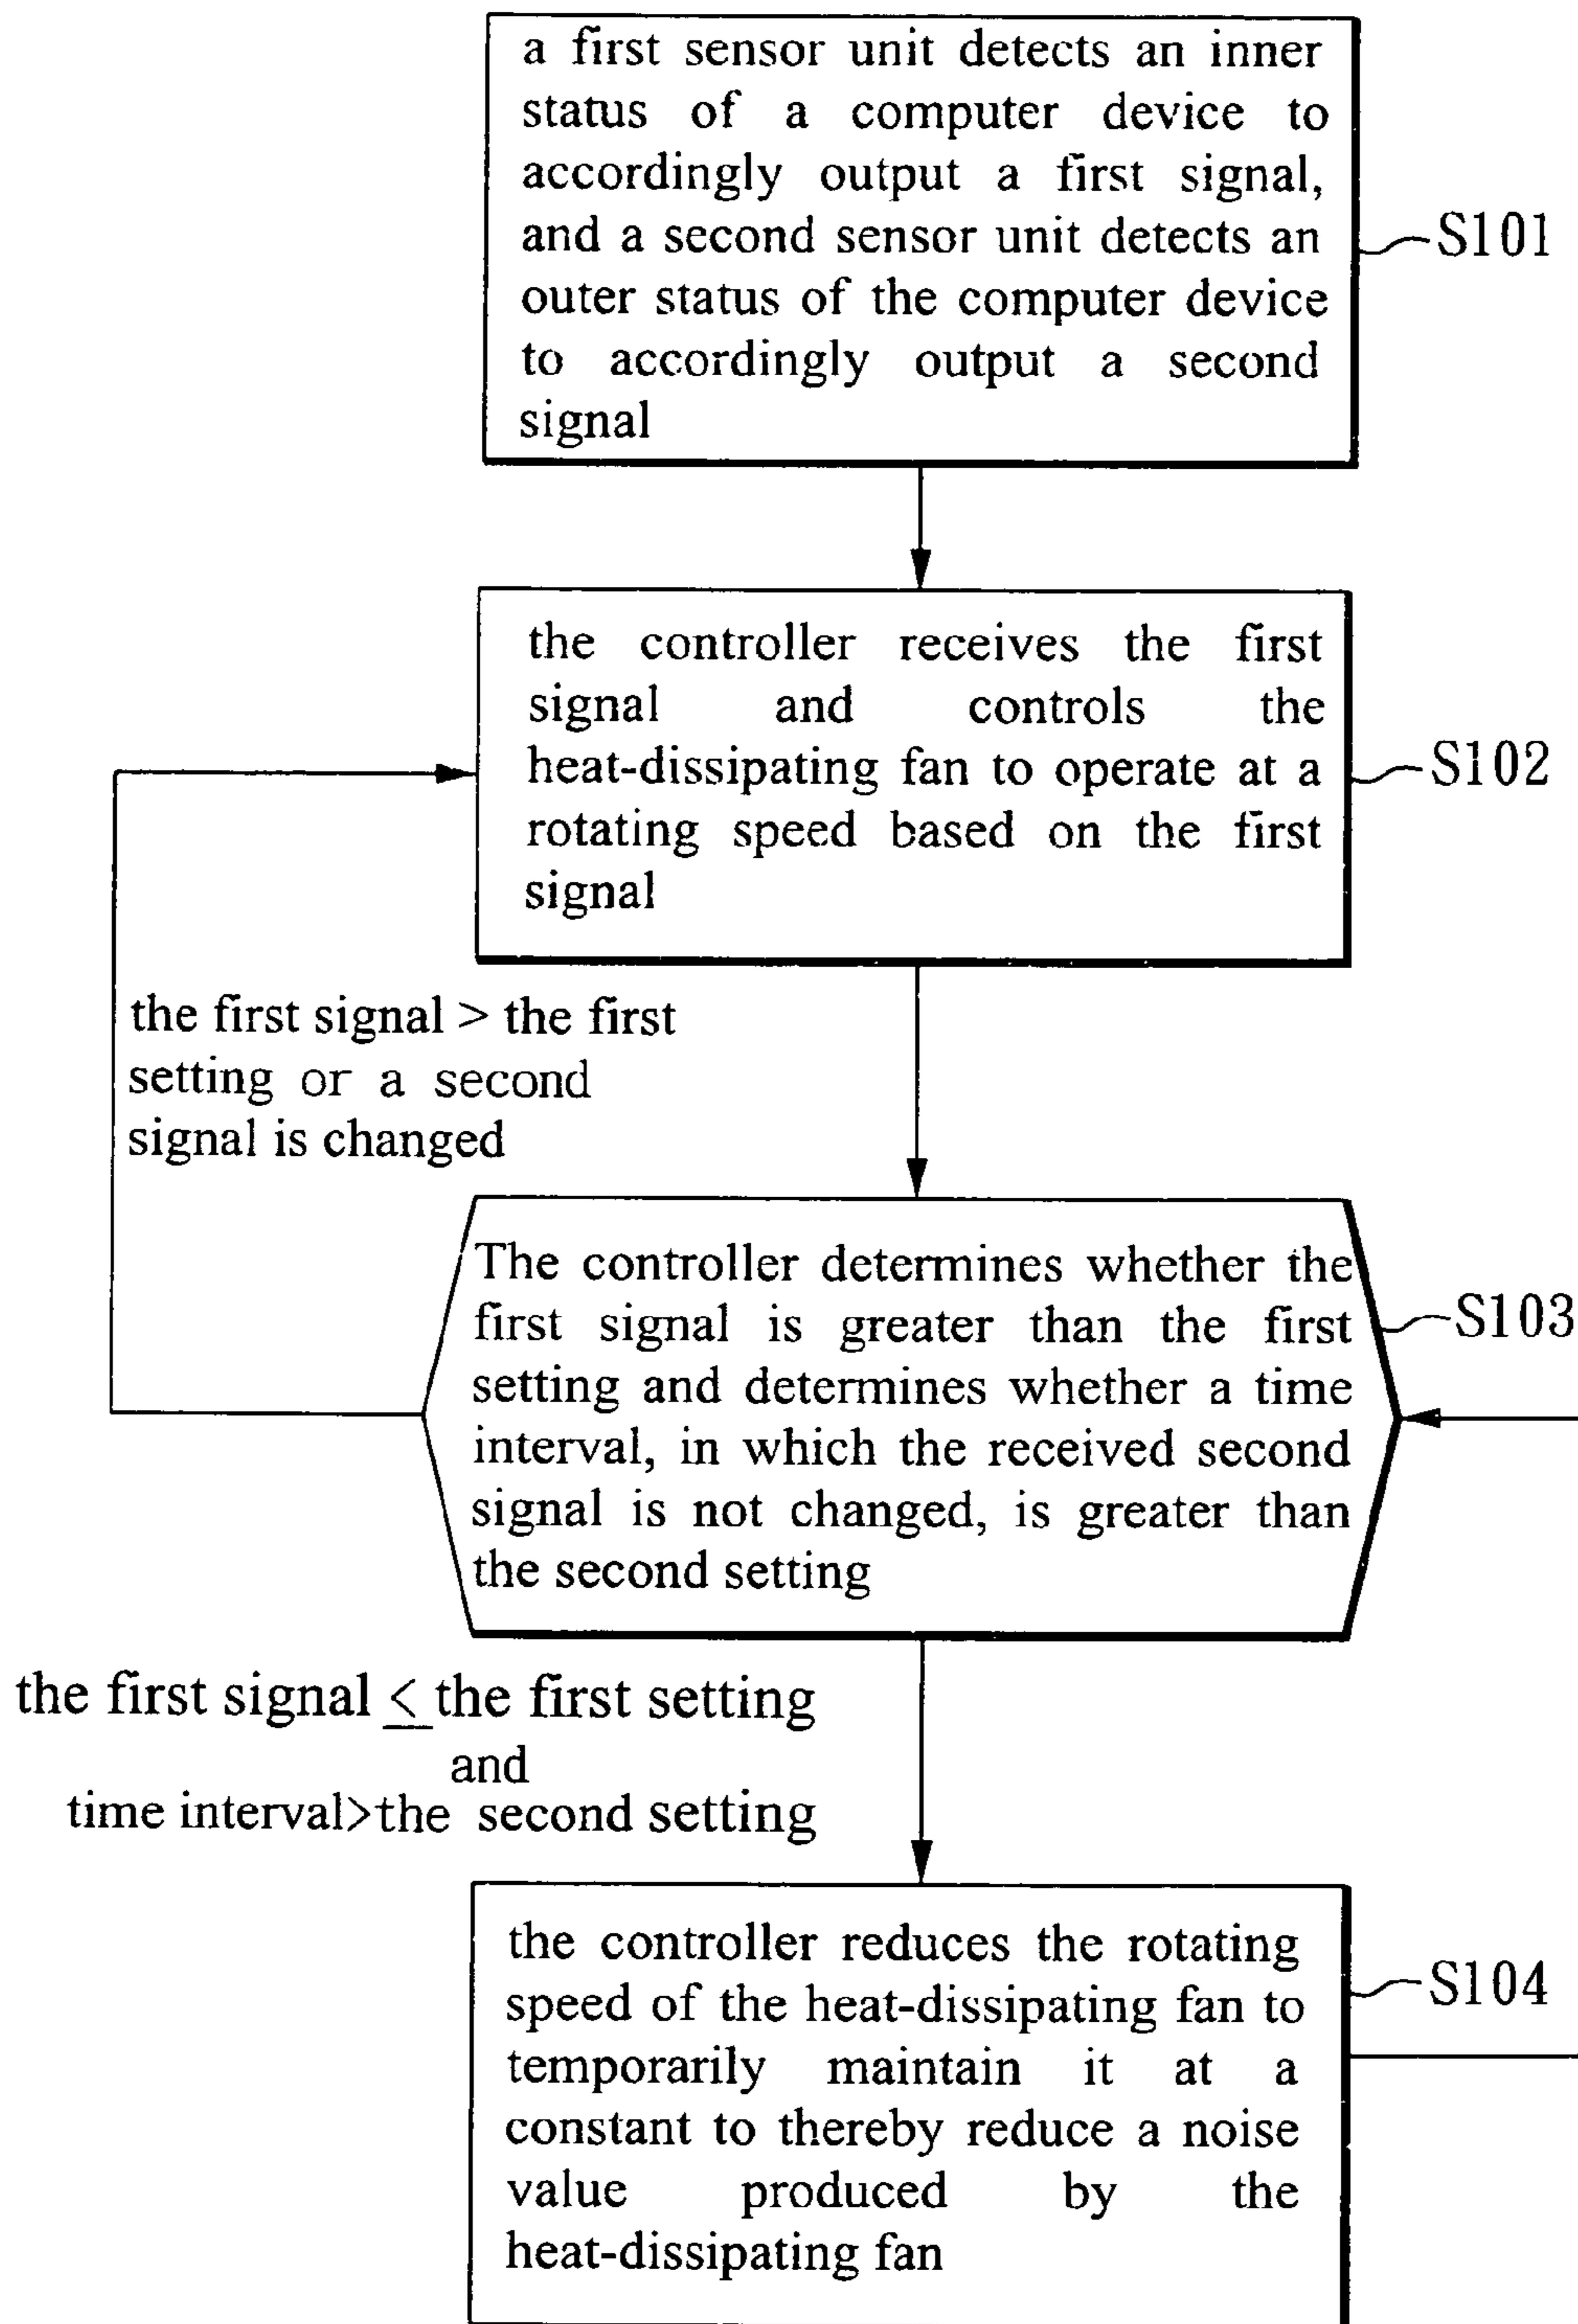 a first sensor unit detects an inner
status of a computer device to
accordingly output a first signal,
and a second sensor unit detects an
outer status of the computer device
to accordingly output a second
signal
S101
the controller receives the first
signal and controls the
heat-dissipating fan to operate at a
rotating speed based on the first
signal
S102
the first signal > the first
setting or a second
signal is changed
The controller determines whether the
first signal is greater than the first
setting and determines whether a time
interval, in which the received second
signal is not changed, is greater than
the second setting
S103
the first signal ≤ the first setting
and
time interval>the second setting
the controller reduces the rotating
speed of the heat-dissipating fan to
temporarily maintain it at a
constant to thereby reduce a noise
value produced by the
heat-dissipating fan
S104